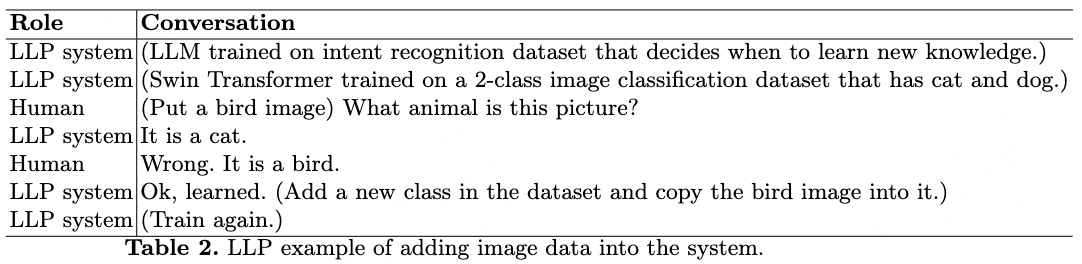 Role Conversation
LLP system (LLM trained on intent recognition dataset that decides when to learn new knowledge.)
LLP system (Swin Transformer trained on a 2-class image classification dataset that has cat and dog.)
Human (Put a bird image) What animal is this picture?
LLP system It is a cat.
Human Wrong. It is a bird.
LLP system Ok, learned. (Add a new class in the dataset and copy the bird image into it.)
LLP system (Train again.)
Table 2. LLP example of adding image data into the system.